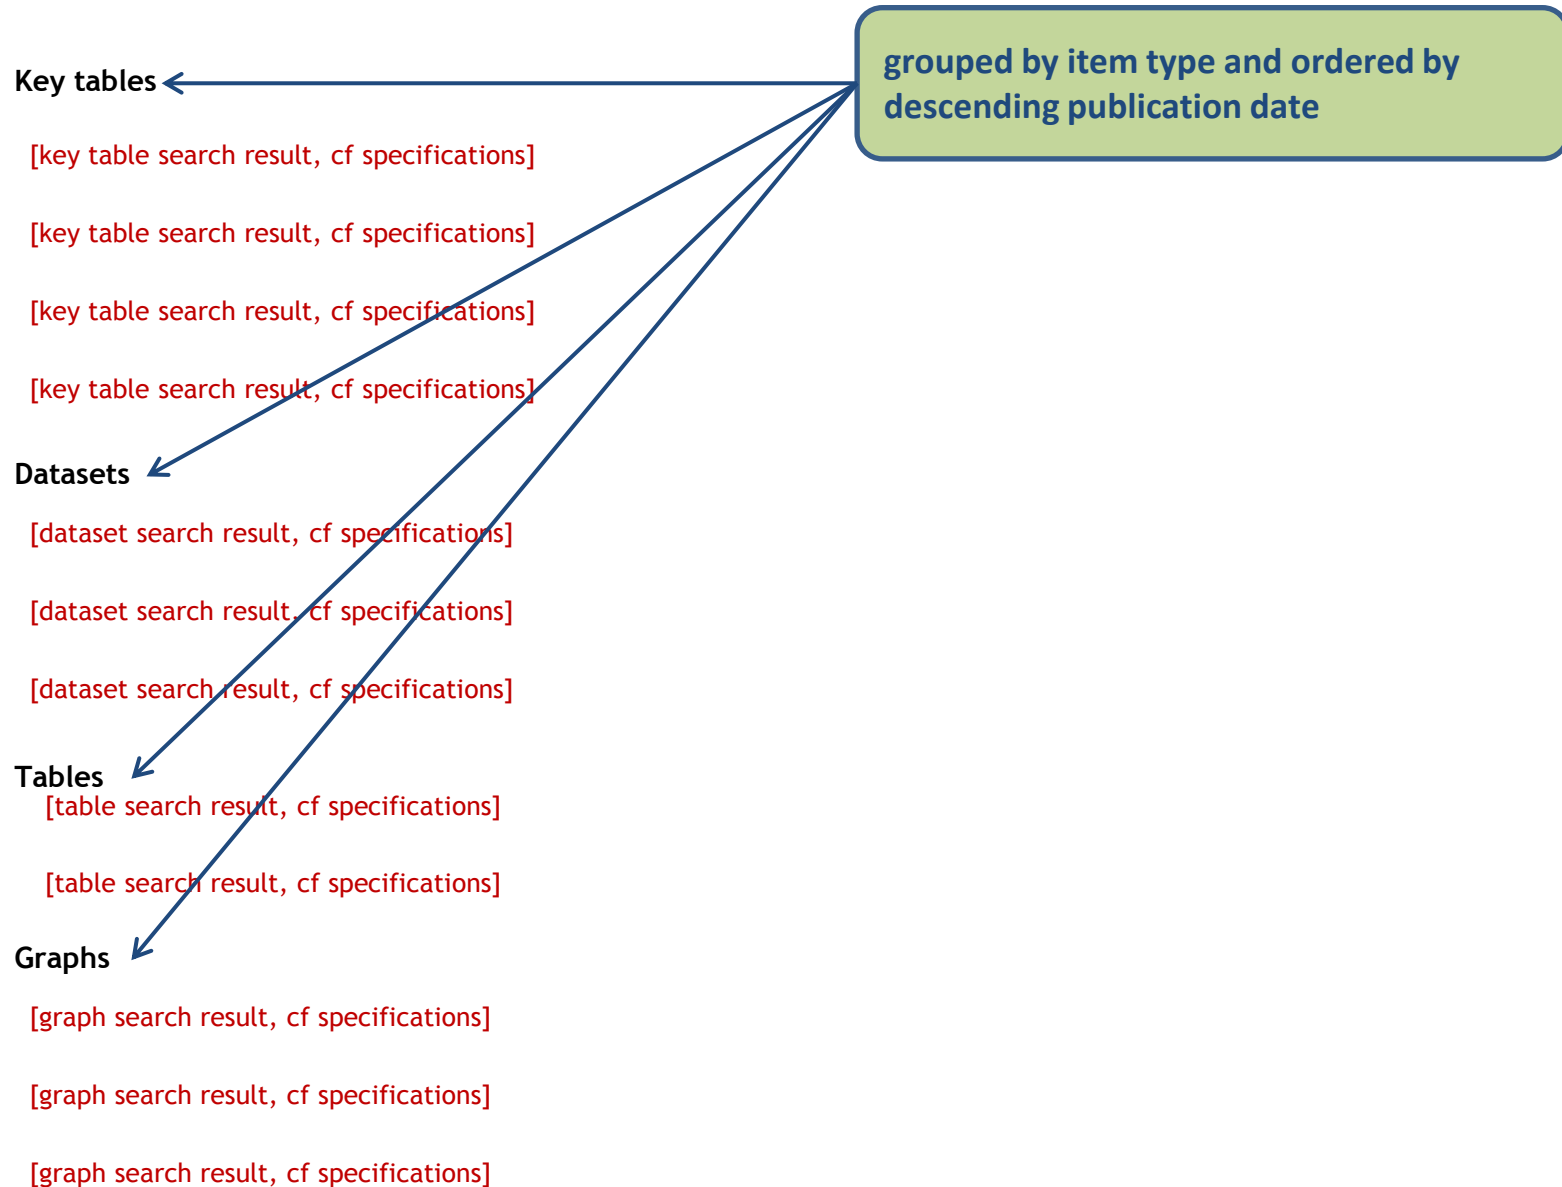 grouped by item type and ordered by
descending publication date
Key tables
[key table search result, cf specifications]
[key table search result, cf specifications]
[key table search result, cf specifications]
[key table search result, cf specifications]
Datasets
[dataset search result, cf specifications]
[dataset search result, cf specifications]
[dataset search result, cf specifications]
Tables
[table search result, cf specifications]
[table search result, cf specifications]
Graphs
[graph search result, cf specifications]
[graph search result, cf specifications]
[graph search result, cf specifications]